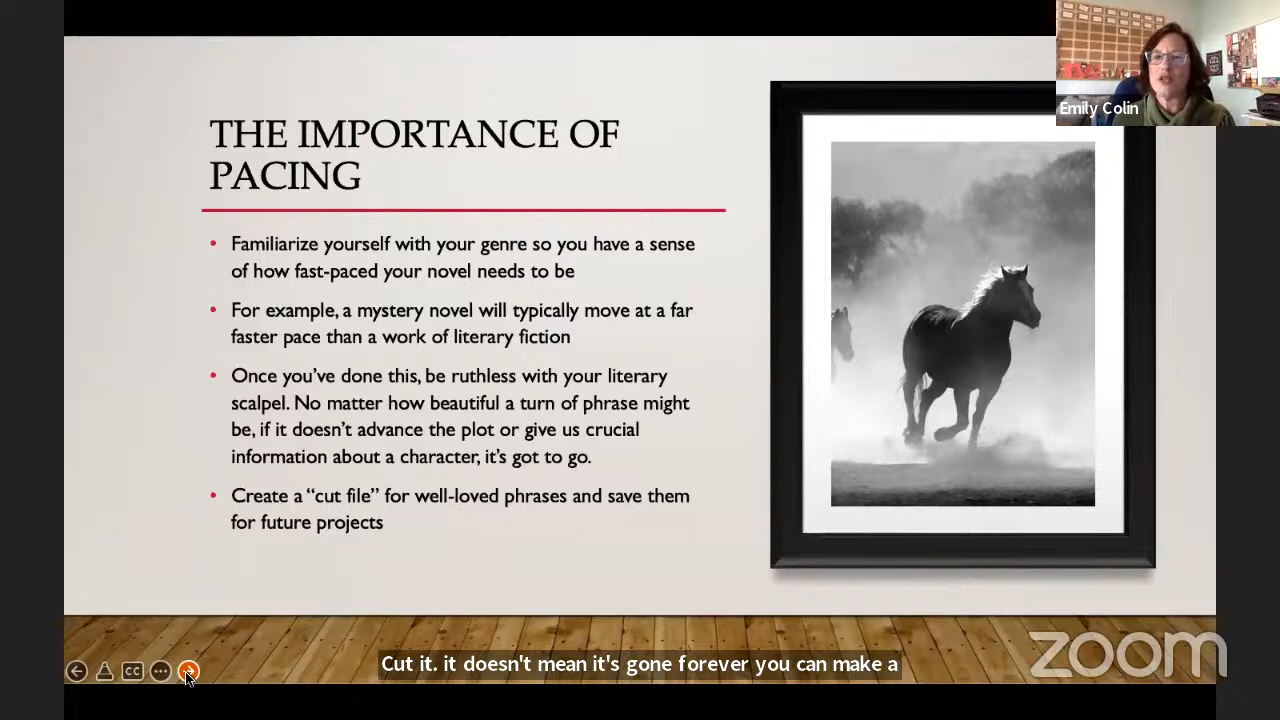 Emily Colin
THE IMPORTANCE OF
PACING
• Familiarize yourself with your genre so you have a sense
of how fast-paced your novel needs to be
• For example, a mystery novel will typically move at a far
faster pace than a work of literary fiction
• Once you’ve done this, be ruthless with your literary
scalpel. No matter how beautiful a turn of phrase might
be, if it doesn’t advance the plot or give us crucial
information about a character, it’s got to go.
• Create a “cut file” for well-loved phrases and save them
for future projects
CC
Cut it. it doesn't mean it's gone forever you can make a
zoom